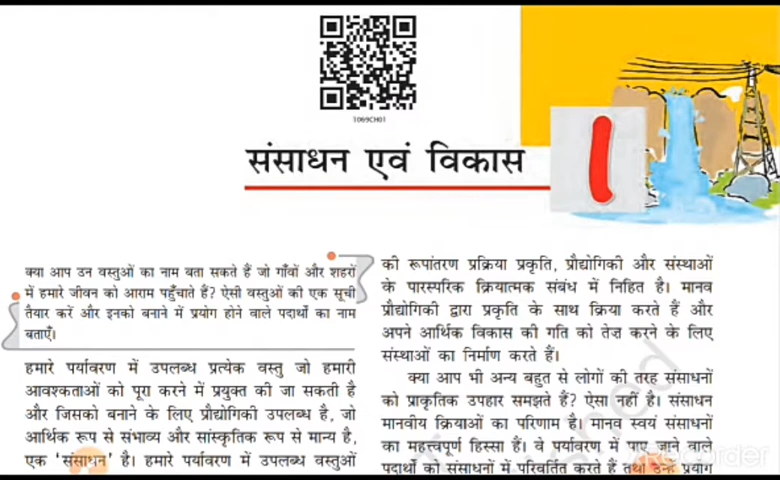 1069CH01
संसाधन एवं विकास
१
क्या आप उन वस्तुओं का नाम बता सकते हैं जो गाँवों और शहरों
में हमारे जीवन को आराम पहुँचाते हैं? ऐसी वस्तुओं की एक सूची
तैयार करें और इनको बनाने में प्रयोग होने वाले पदार्थों का नाम
बताएँ।
हमारे पर्यावरण में उपलब्ध प्रत्येक वस्तु जो हमारी
आवश्कताओं को पूरा करने में प्रयुक्त की जा सकती है
और जिसको बनाने के लिए प्रौद्योगिकी उपलब्ध है, जो
आर्थिक रूप से संभाव्य और सांस्कृतिक रूप से मान्य है,
एक ‘संसाधन’ है। हमारे पर्यावरण में उपलब्ध वस्तुओं
की रूपांतरण प्रक्रिया प्रकृति, प्रौद्योगिकी और संस्थाओं
के पारस्परिक क्रियात्मक संबंध में निहित है। मानव
प्रौद्योगिकी द्वारा प्रकृति के साथ क्रिया करते हैं और
अपने आर्थिक विकास की गति को तेज करने के लिए
संस्थाओं का निर्माण करते हैं।
क्या आप भी अन्य बहुत से लोगों की तरह संसाधनों
को प्राकृतिक उपहार समझते हैं? ऐसा नहीं है। संसाधन
मानवीय क्रियाओं का परिणाम है। मानव स्वयं संसाधनों
का महत्त्वपूर्ण हिस्सा हैं। वे पर्यावरण में पाए जाने वाले
पदार्थों को संसाधनों में परिवर्तित करते हैं तथा उन्हें प्रयोग